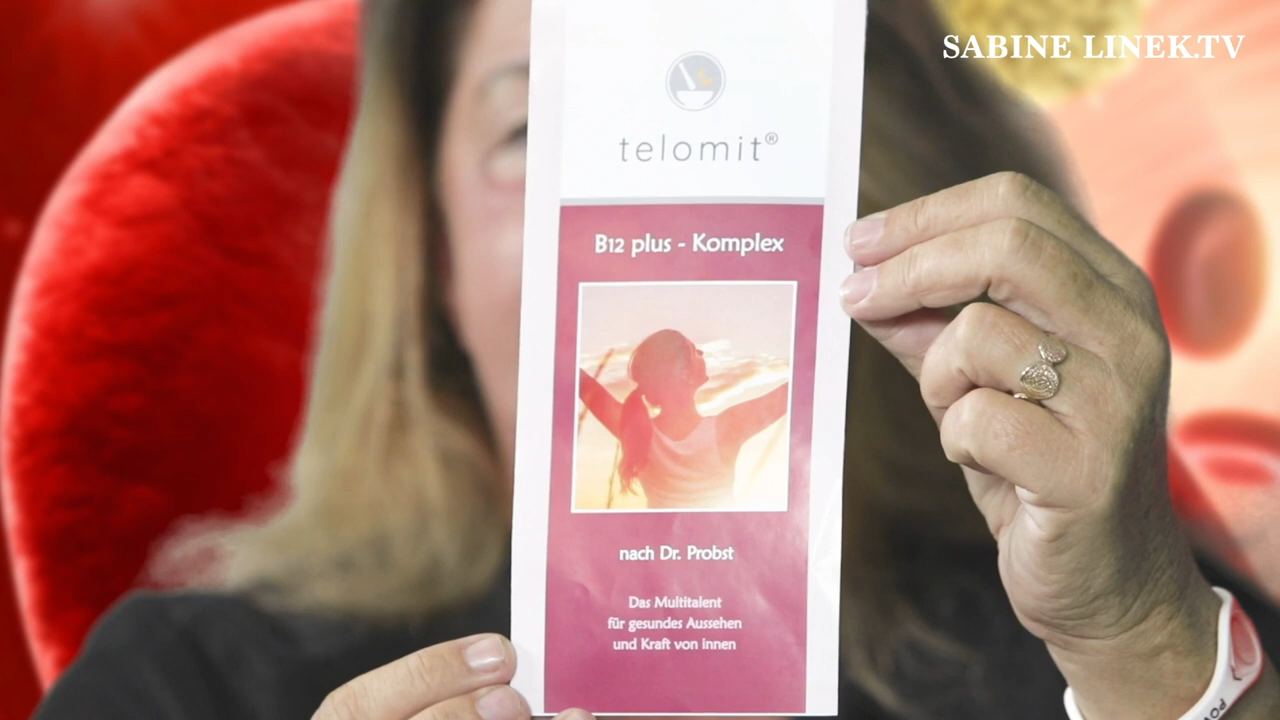 SABINE LINEK.TV
telomit®
B12 plus - Komplex
nach Dr. Probst
Das Multitalent
für gesundes Aussehen
und Kraft von innen